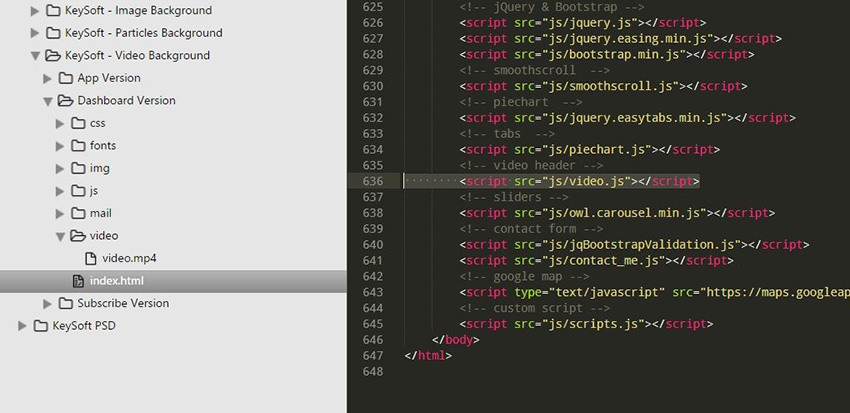 KeySoft - Image Background
KeySoft - Particles Background
KeySoft - Video Background
App Version
Dashboard Version
css
fonts
img
js
mail
video
video.mp4
index.html
Subscribe Version
KeySoft PSD
625 <!-- jQuery & Bootstrap -->
626 <script src="js/jquery.js"></script>
627 <script src="js/jquery.easing.min.js"></script>
628 <script src="js/bootstrap.min.js"></script>
629 <!-- smoothscroll  -->
630 <script src="js/smoothscroll.js"></script>
631 <!-- piechart  -->
632 <script src="js/jquery.easytabs.min.js"></script>
633 <!-- tabs  -->
634 <script src="js/piechart.js"></script>
635 <!-- video header -->
636 <script src="js/video.js"></script>
637 <!-- sliders -->
638 <script src="js/owl.carousel.min.js"></script>
639 <!-- contact form -->
640 <script src="js/jqBootstrapValidation.js"></script>
641 <script src="js/contact_me.js"></script>
642 <!-- google map -->
643 <script type="text/javascript" src="https://maps.googleap
644 <!-- custom script -->
645 <script src="js/scripts.js"></script>
646 </body>
647 </html>
648